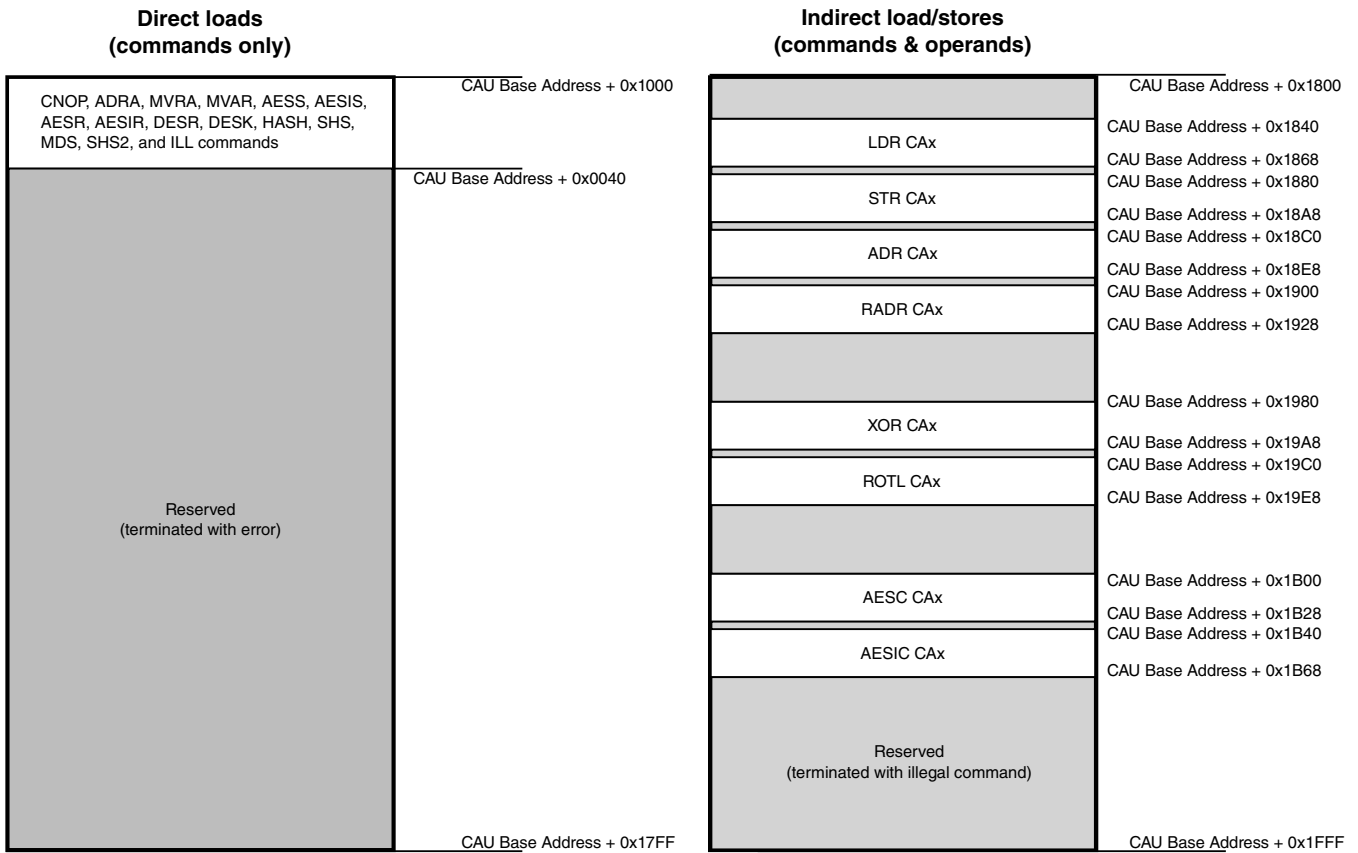 Direct loads
(commands only)
CAU Base Address + 0x1000
CNOP, ADRA, MVRA, MVAR, AESS, AESIS,
AESR, AESIR, DESR, DESK, HASH, SHS,
MDS, SHS2, and ILL commands
CAU Base Address + 0x0040
Reserved
(terminated with error)
CAU Base Address + 0x17FF
Indirect load/stores
(commands & operands)
CAU Base Address + 0x1800
CAU Base Address + 0x1840
LDR CAx
CAU Base Address + 0x1868
CAU Base Address + 0x1880
STR CAx
CAU Base Address + 0x18A8
CAU Base Address + 0x18C0
ADR CAx
CAU Base Address + 0x18E8
CAU Base Address + 0x1900
RADR CAx
CAU Base Address + 0x1928
CAU Base Address + 0x1980
XOR CAx
CAU Base Address + 0x19A8
CAU Base Address + 0x19C0
ROTL CAx
CAU Base Address + 0x19E8
CAU Base Address + 0x1B00
AESC CAx
CAU Base Address + 0x1B28
CAU Base Address + 0x1B40
AESIC CAx
CAU Base Address + 0x1B68
Reserved
(terminated with illegal command)
CAU Base Address + 0x1FFF